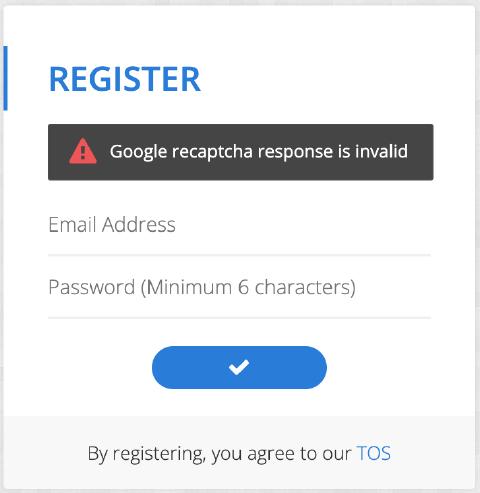 REGISTER
Google recaptcha response is invalid
Email Address
Password (Minimum 6 characters)
By registering, you agree to our TOS